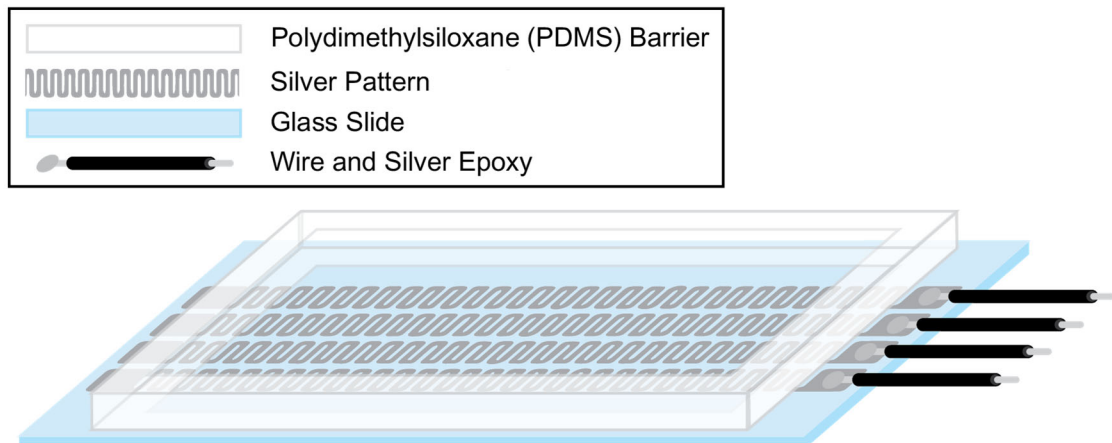 Polydimethylsiloxane (PDMS) Barrier
Silver Pattern
Glass Slide
Wire and Silver Epoxy